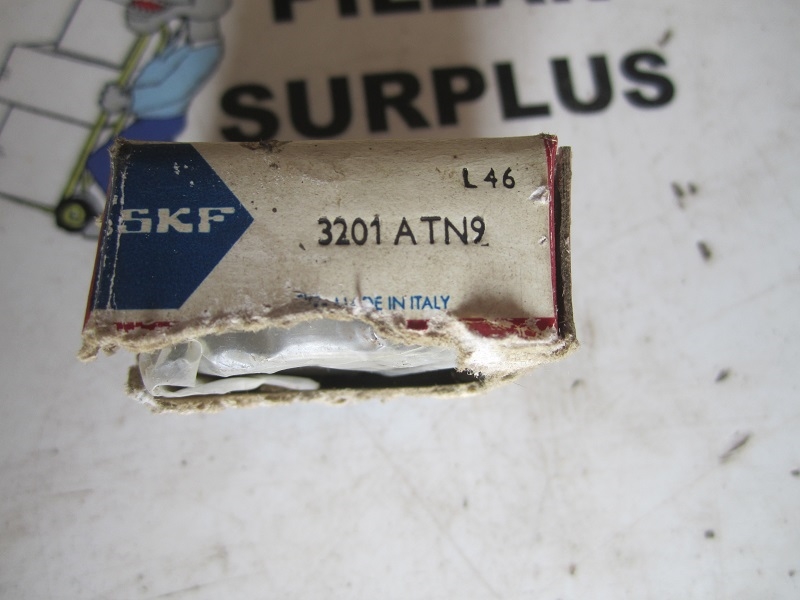 SURPLUS
L 46
SKF
3201 ATN9
MADE IN ITALY